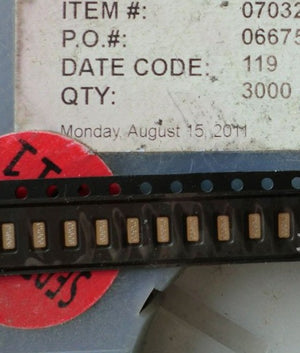 ITEM #: 07032
P.O.#: 06675
DATE CODE: 119
QTY: 3000
Monday, August 15, 2011